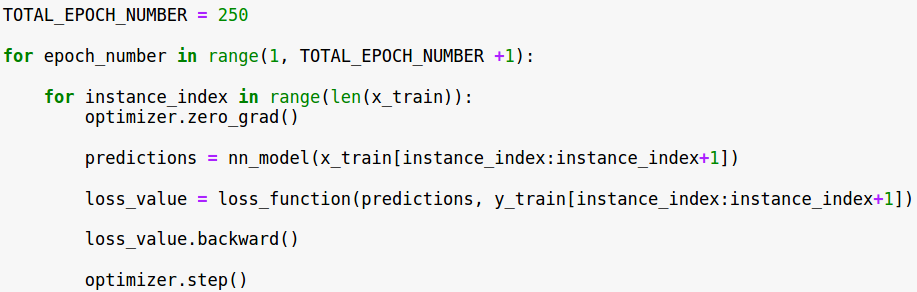 TOTAL_EPOCH_NUMBER = 250
for epoch_number in range(1, TOTAL_EPOCH_NUMBER +1):
    for instance_index in range(len(x_train)):
        optimizer.zero_grad()
        predictions = nn_model(x_train[instance_index:instance_index+1])
        loss_value = loss_function(predictions, y_train[instance_index:instance_index+1])
        loss_value.backward()
        optimizer.step()